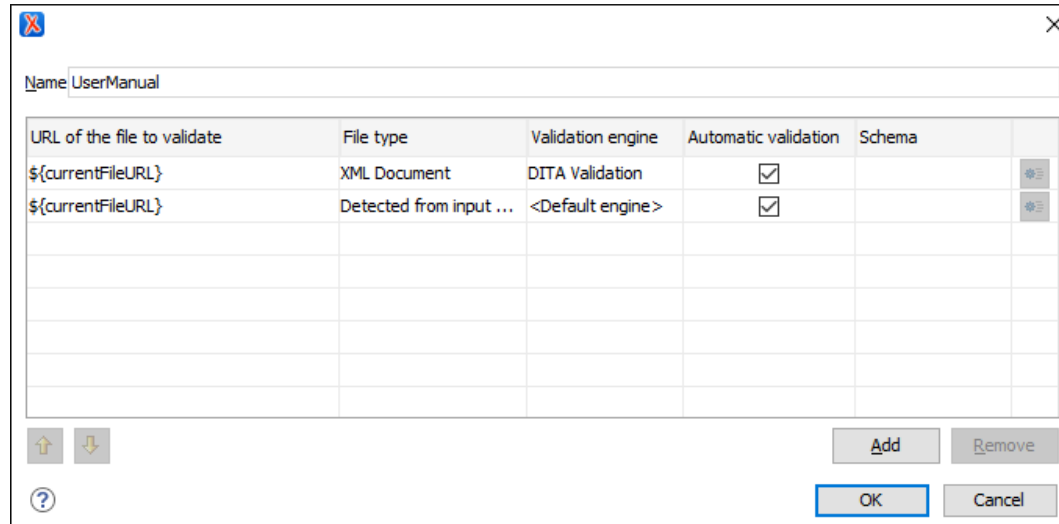 Name UserManual
URL of the file to validate File type Validation engine Automatic validation Schema
${currentFileURL} XML Document DITA Validation
${currentFileURL} Detected from input ... <Default engine>
Add Remove
? OK Cancel